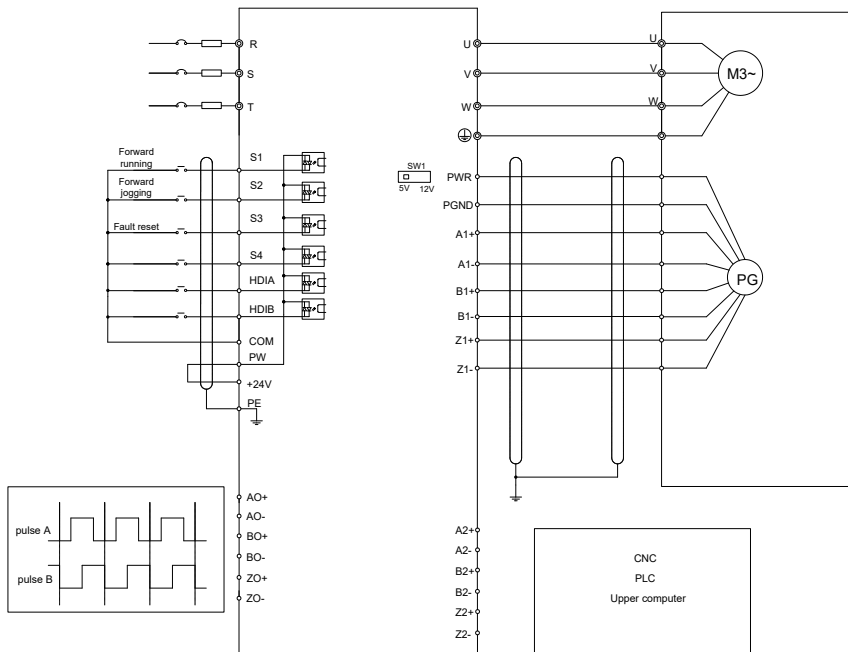 R
S
T
U
V
W
U
V
W
M3~
Forward
running
Forward
jogging
Fault reset
S1
S2
S3
S4
HDIA
HDIB
COM
PW
+24V
PE
SW1
5V 12V
PWR
PGND
A1+
A1-
B1+
B1-
Z1+
Z1-
PG
pulse A
pulse B
AO+
AO-
BO+
BO-
ZO+
ZO-
A2+
A2-
B2+
B2-
Z2+
Z2-
CNC
PLC
Upper computer